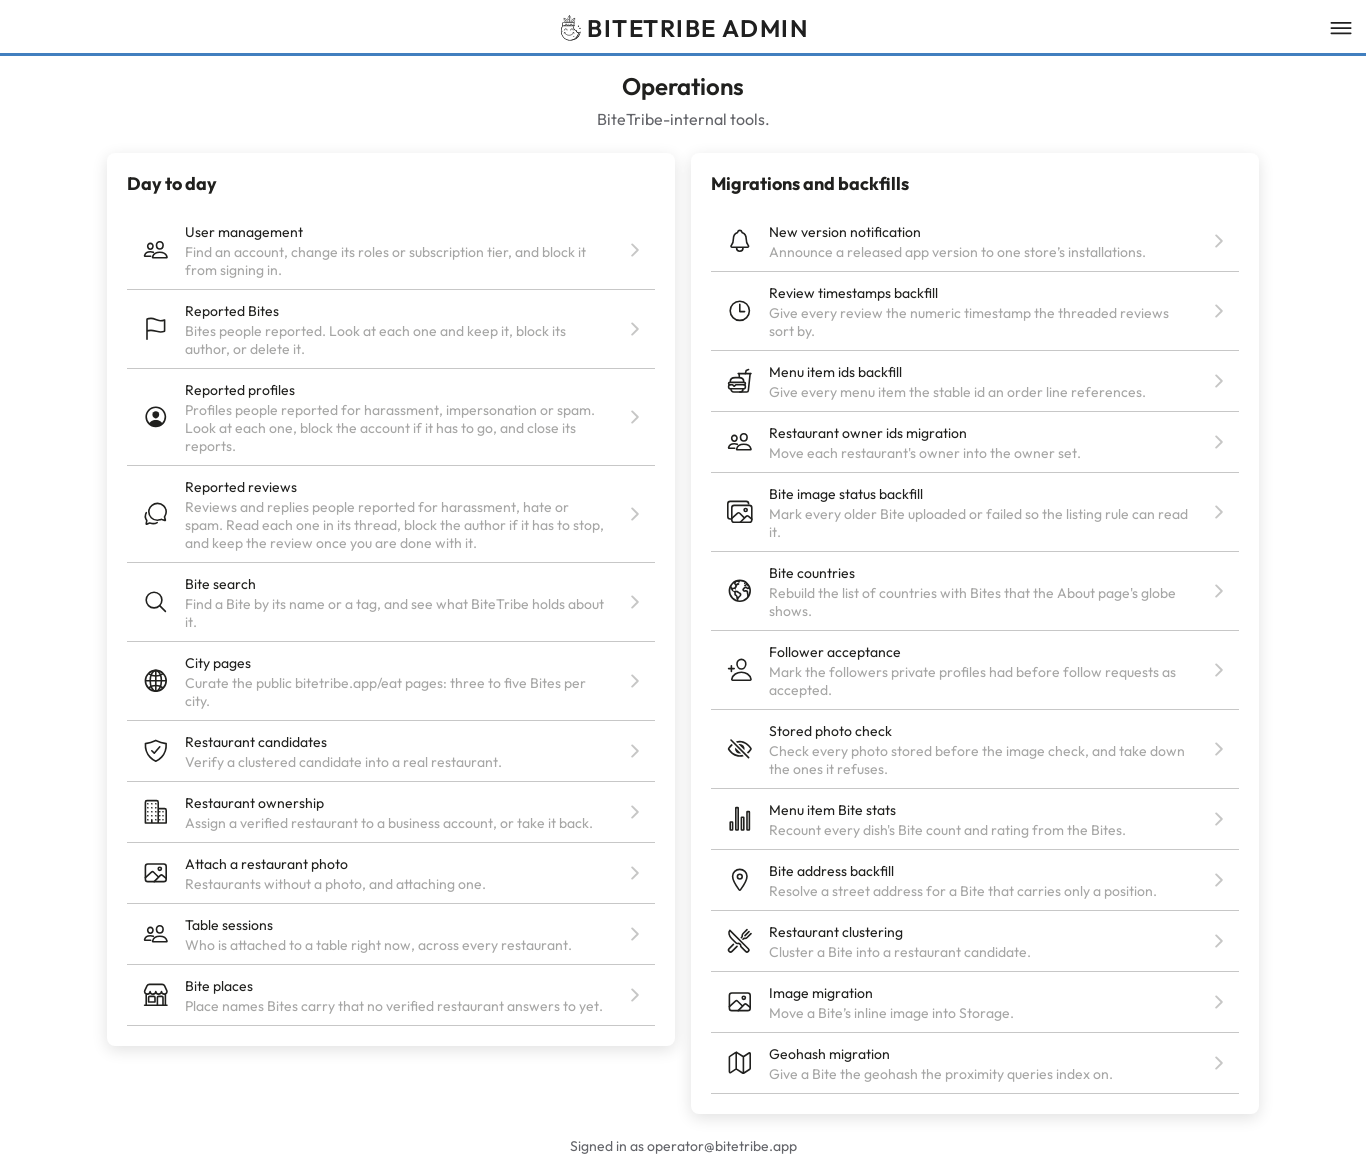 BITETRIBE ADMIN
Operations
BiteTribe-internal tools.
Day to day
User management
Find an account, change its roles or subscription tier, and block it
from signing in.
Reported Bites
Bites people reported. Look at each one and keep it, block its
author, or delete it.
Reported profiles
Profiles people reported for harassment, impersonation or spam.
Look at each one, block the account if it has to go, and close its
reports.
Reported reviews
Reviews and replies people reported for harassment, hate or
spam. Read each one in its thread, block the author if it has to stop,
and keep the review once you are done with it.
Bite search
Find a Bite by its name or a tag, and see what BiteTribe holds about
it.
City pages
Curate the public bitetribe.app/eat pages: three to five Bites per
city.
Restaurant candidates
Verify a clustered candidate into a real restaurant.
Restaurant ownership
Assign a verified restaurant to a business account, or take it back.
Attach a restaurant photo
Restaurants without a photo, and attaching one.
Table sessions
Who is attached to a table right now, across every restaurant.
Bite places
Place names Bites carry that no verified restaurant answers to yet.
Migrations and backfills
New version notification
Announce a released app version to one store's installations.
Review timestamps backfill
Give every review the numeric timestamp the threaded reviews
sort by.
Menu item ids backfill
Give every menu item the stable id an order line references.
Restaurant owner ids migration
Move each restaurant's owner into the owner set.
Bite image status backfill
Mark every older Bite uploaded or failed so the listing rule can read
it.
Bite countries
Rebuild the list of countries with Bites that the About page's globe
shows.
Follower acceptance
Mark the followers private profiles had before follow requests as
accepted.
Stored photo check
Check every photo stored before the image check, and take down
the ones it refuses.
Menu item Bite stats
Recount every dish's Bite count and rating from the Bites.
Bite address backfill
Resolve a street address for a Bite that carries only a position.
Restaurant clustering
Cluster a Bite into a restaurant candidate.
Image migration
Move a Bite's inline image into Storage.
Geohash migration
Give a Bite the geohash the proximity queries index on.
Signed in as operator@bitetribe.app